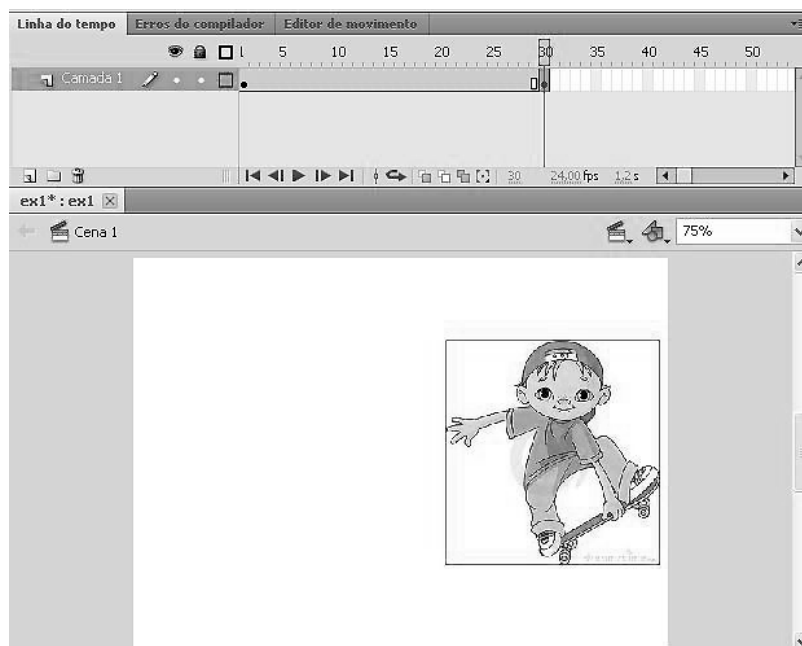 Linha do tempo Erros do compilador Editor de movimento
1 5 10 15 20 25 30 35 40 45 50
Camada 1
30 24,00 fps 1,2 s
ex1* : ex1
Cena 1 75%